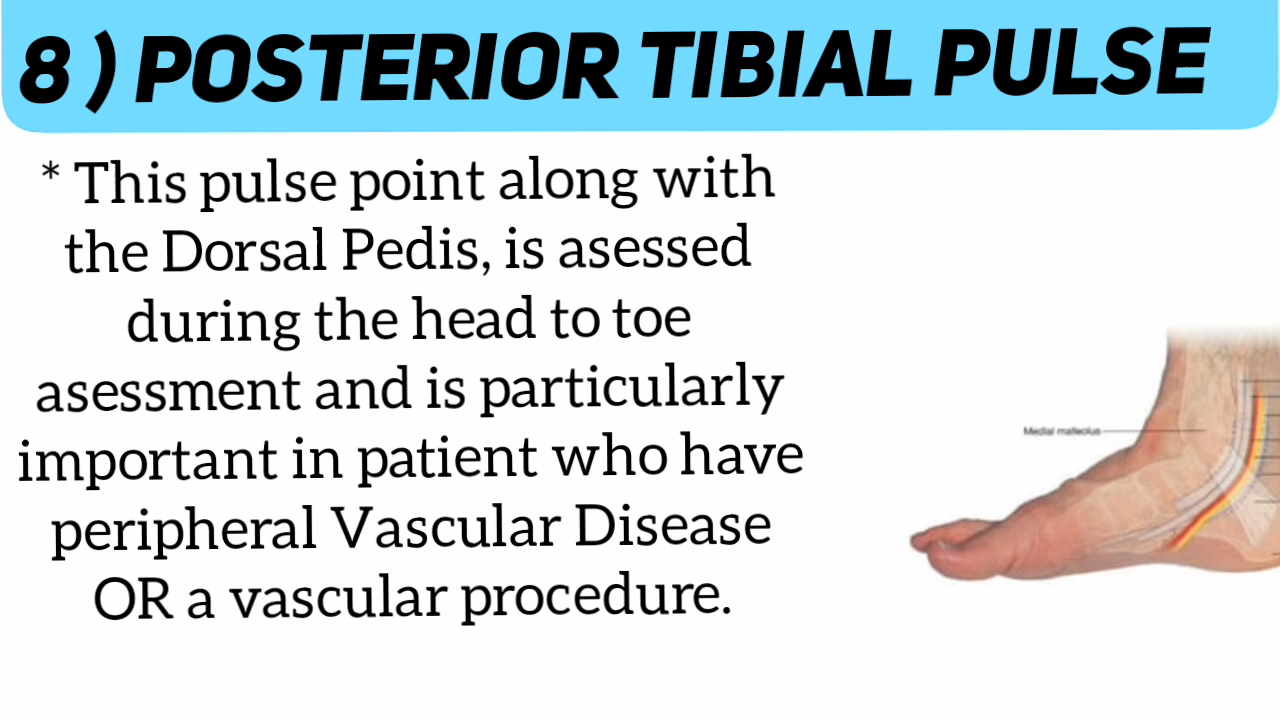 8 ) POSTERIOR TIBIAL PULSE
* This pulse point along with
the Dorsal Pedis, is asessed
during the head to toe
asessment and is particularly
important in patient who have
peripheral Vascular Disease
OR a vascular procedure.
Medial malleolus